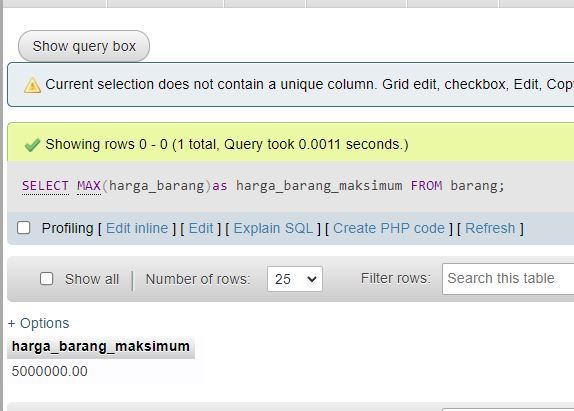 Show query box
Current selection does not contain a unique column. Grid edit, checkbox, Edit, Cop
Showing rows 0 - 0 (1 total, Query took 0.0011 seconds.)
SELECT MAX(harga_barang)as harga_barang_maksimum FROM barang;
Profiling [ Edit inline ] [ Edit ] [ Explain SQL ] [ Create PHP code ] [ Refresh ]
Show all | Number of rows: 25 Filter rows: Search this table
+ Options
harga_barang_maksimum
5000000.00